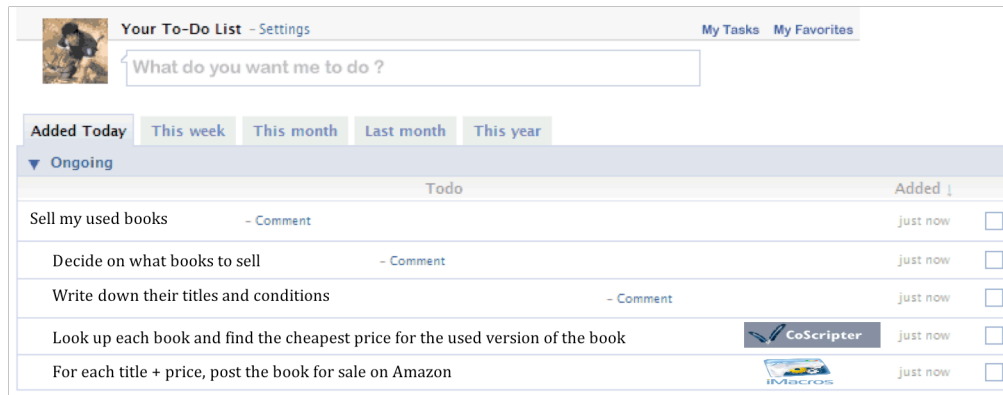 Your To-Do List - Settings My Tasks My Favorites
What do you want me to do ?
Added Today This week This month Last month This year
▼ Ongoing
Todo Added ↓
Sell my used books - Comment just now
Decide on what books to sell - Comment just now
Write down their titles and conditions - Comment just now
Look up each book and find the cheapest price for the used version of the book CoScripter just now
For each title + price, post the book for sale on Amazon iMacros just now